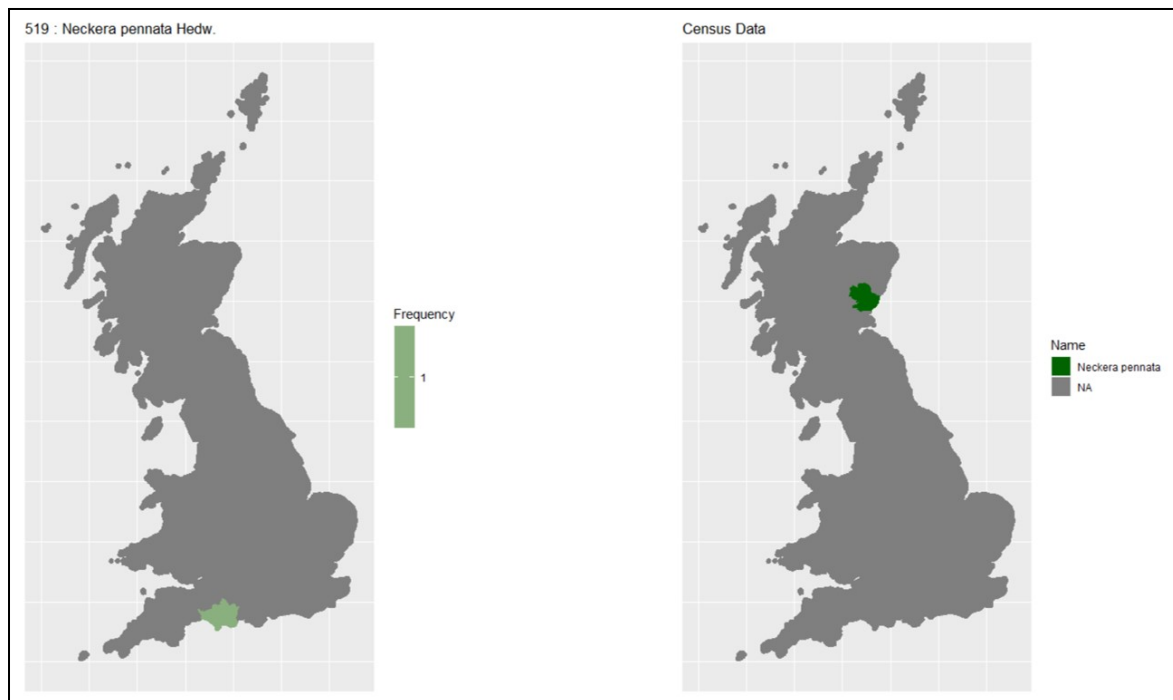 519 : Neckera pennata Hedw.
Frequency
1
Census Data
Name
Neckera pennata
NA